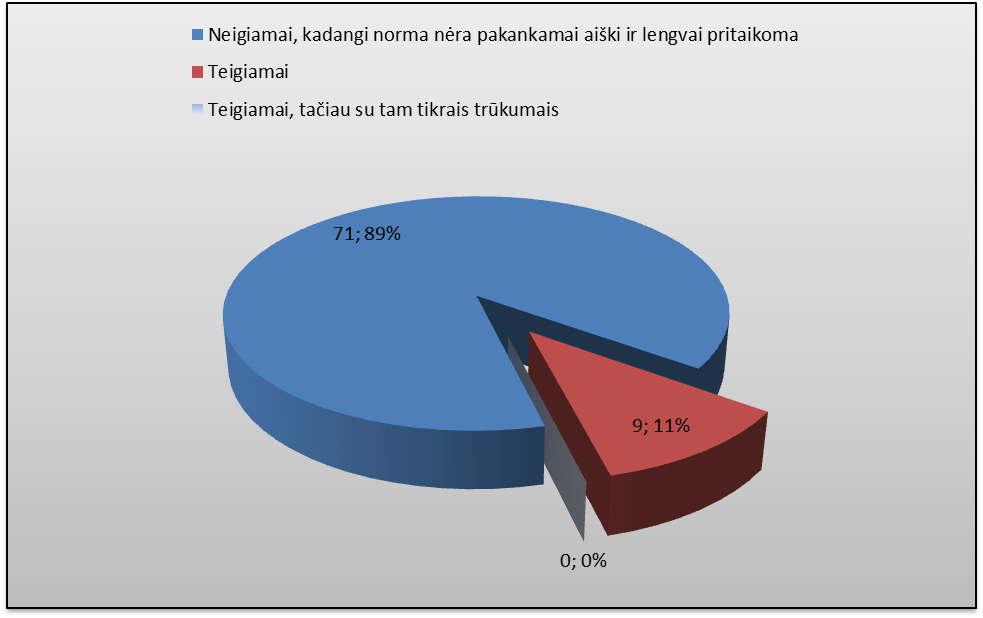 Neigiamai, kadangi norma nėra pakankamai aiški ir lengvai pritaikoma
Teigiamai
Teigiamai, tačiau su tam tikrais trūkumais
71; 89%
9; 11%
0; 0%